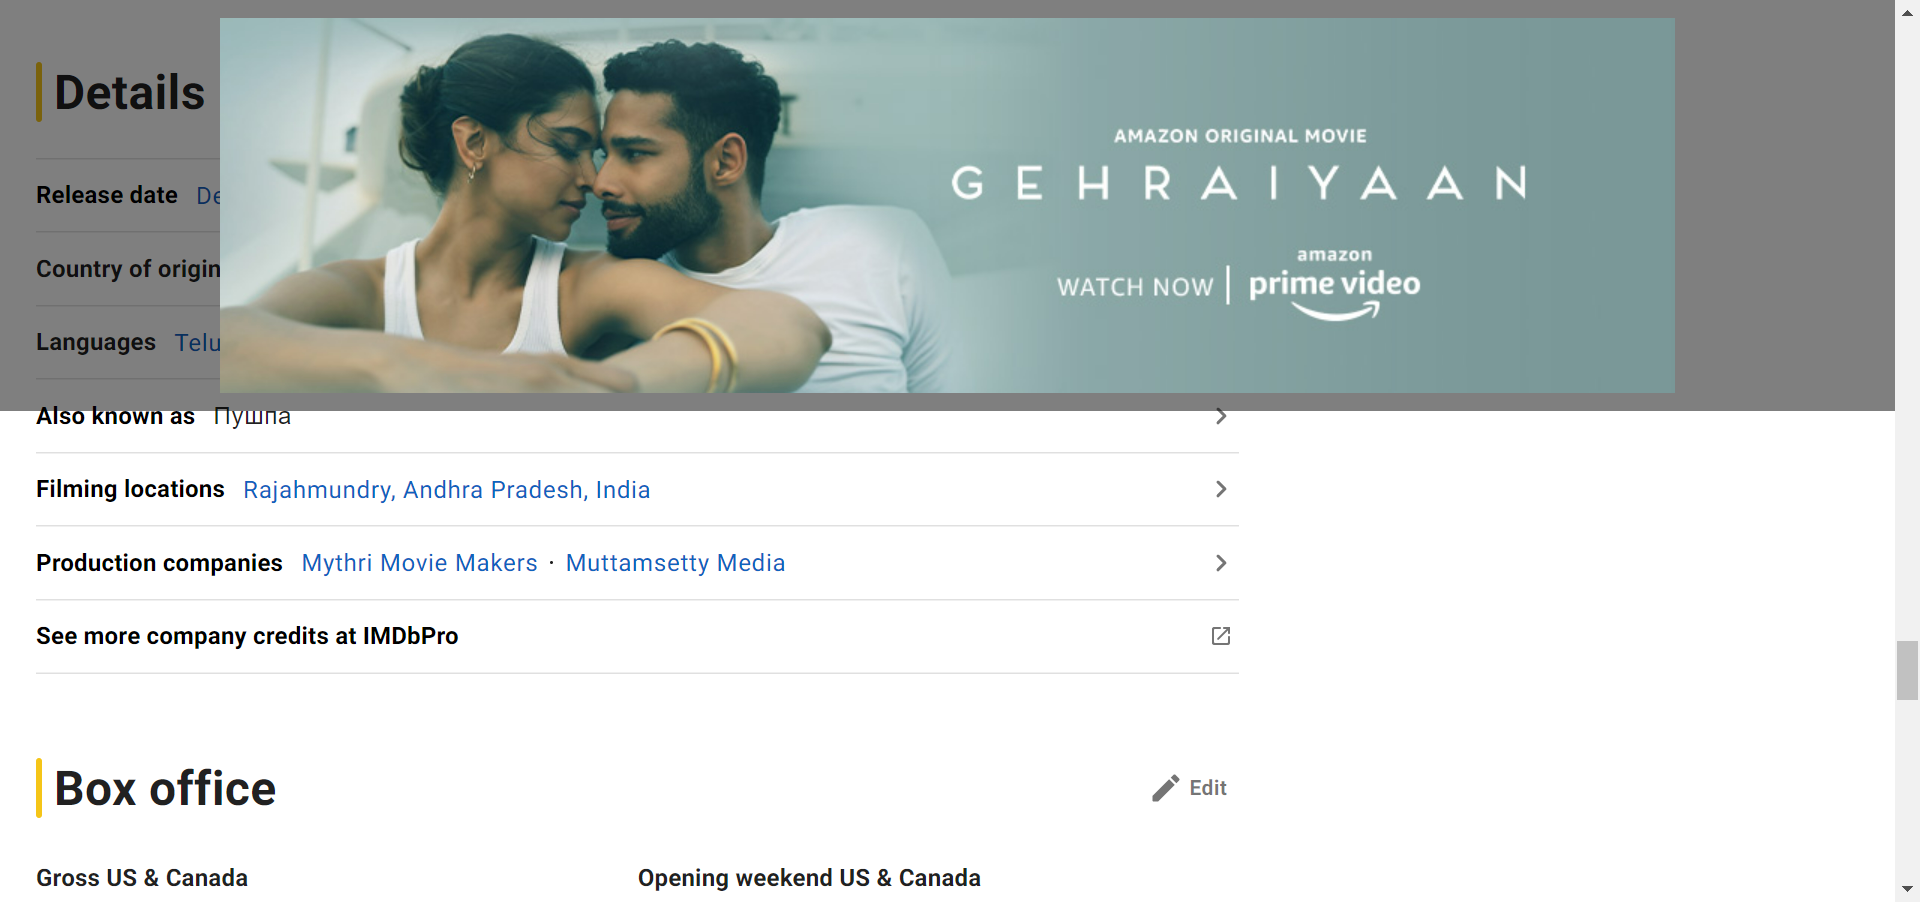 AMAZON ORIGINAL MOVIE
GEHRAIYAAN
WATCH NOW | amazon prime video
Details
Release date De
Country of origin
Languages Telu
Also known as Пушпа
Filming locations Rajahmundry, Andhra Pradesh, India
Production companies Mythri Movie Makers · Muttamsetty Media
See more company credits at IMDbPro
Box office
Edit
Gross US & Canada
Opening weekend US & Canada